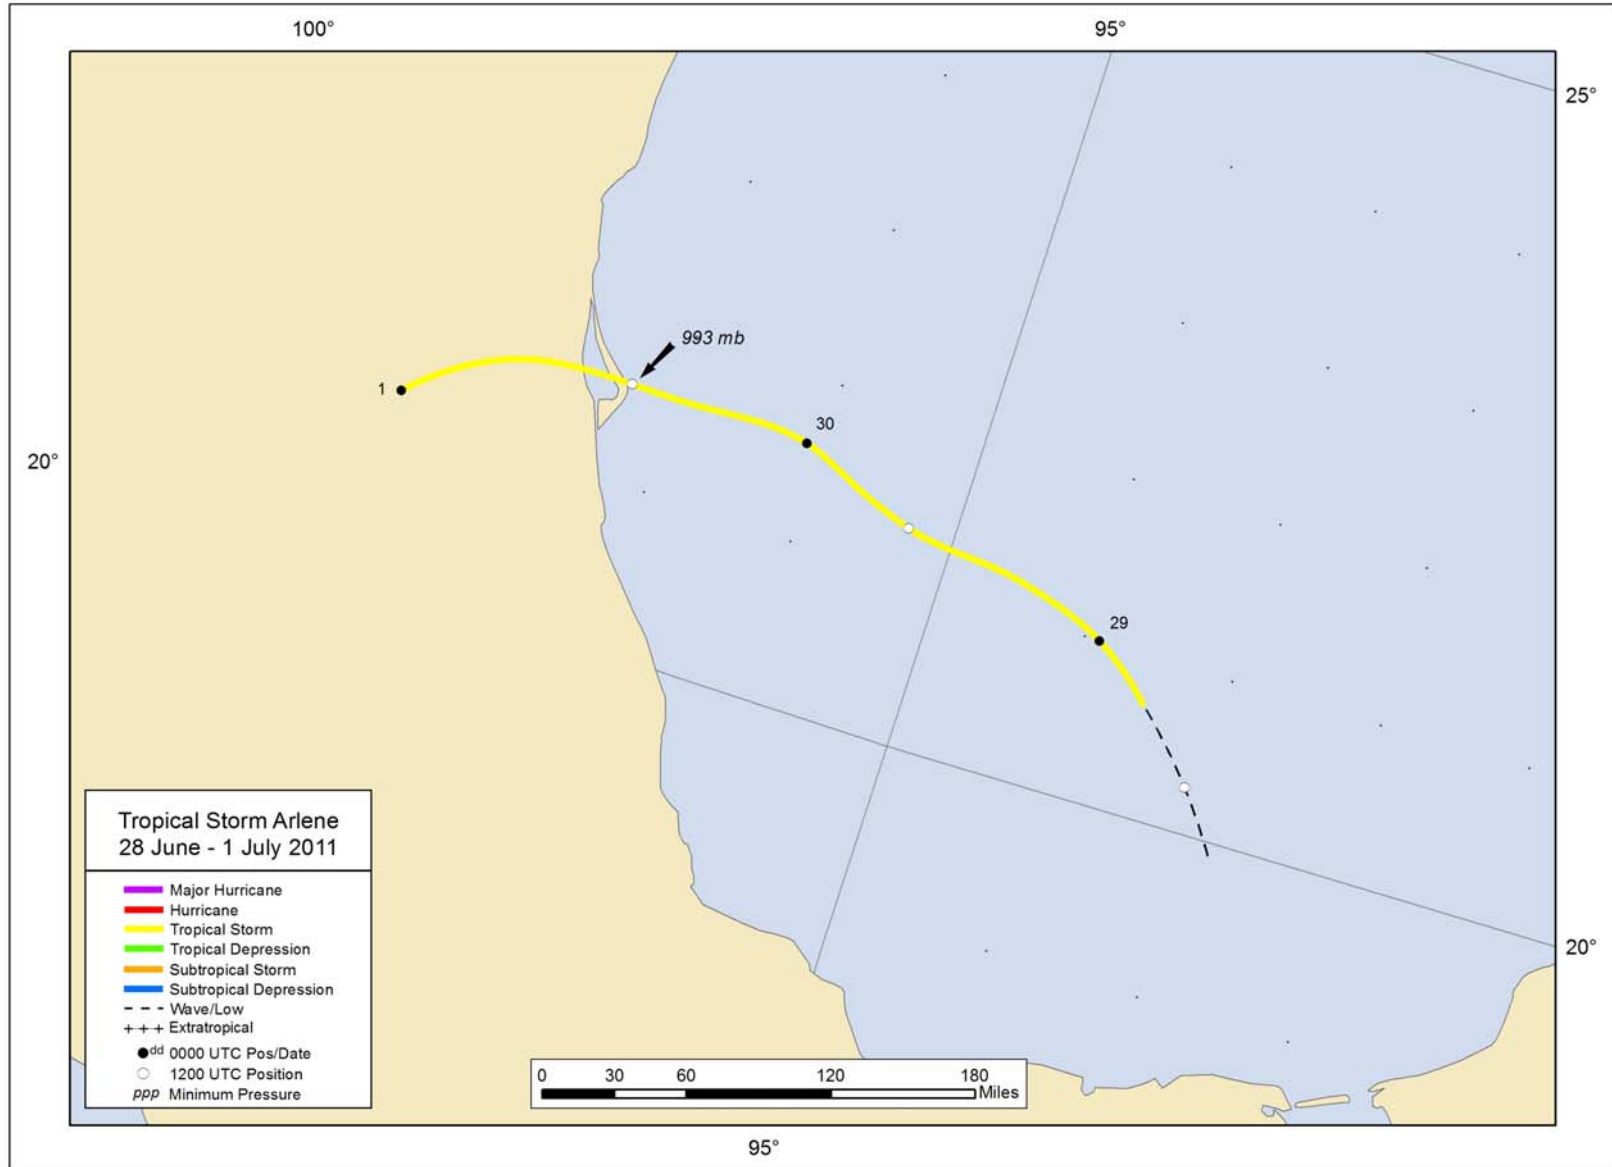 100°
95°
25°
993 mb
1
30
20°
29
Tropical Storm Arlene
28 June - 1 July 2011
Major Hurricane
Hurricane
Tropical Storm
Tropical Depression
Subtropical Storm
Subtropical Depression
Wave/Low
+++ Extratropical
dd 0000 UTC Pos/Date
1200 UTC Position
ppp Minimum Pressure
20°
0 30 60 120 180
Miles
95°